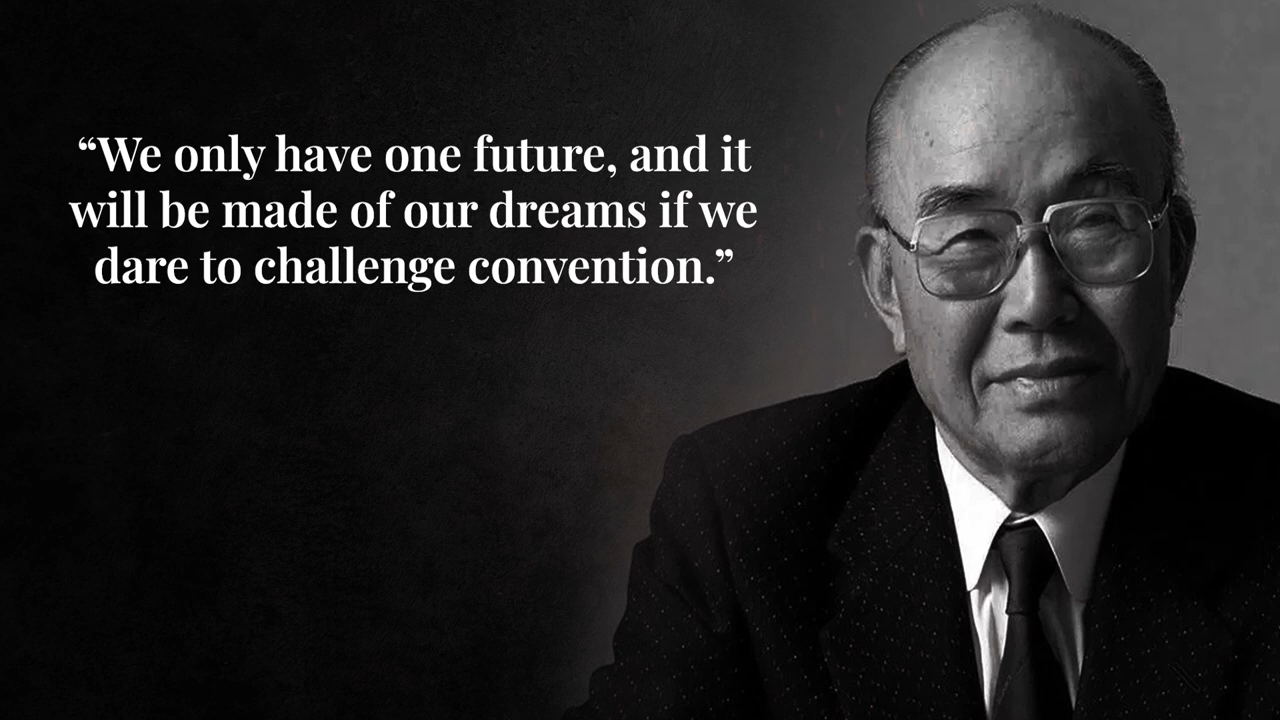 “We only have one future, and it
will be made of our dreams if we
dare to challenge convention.”